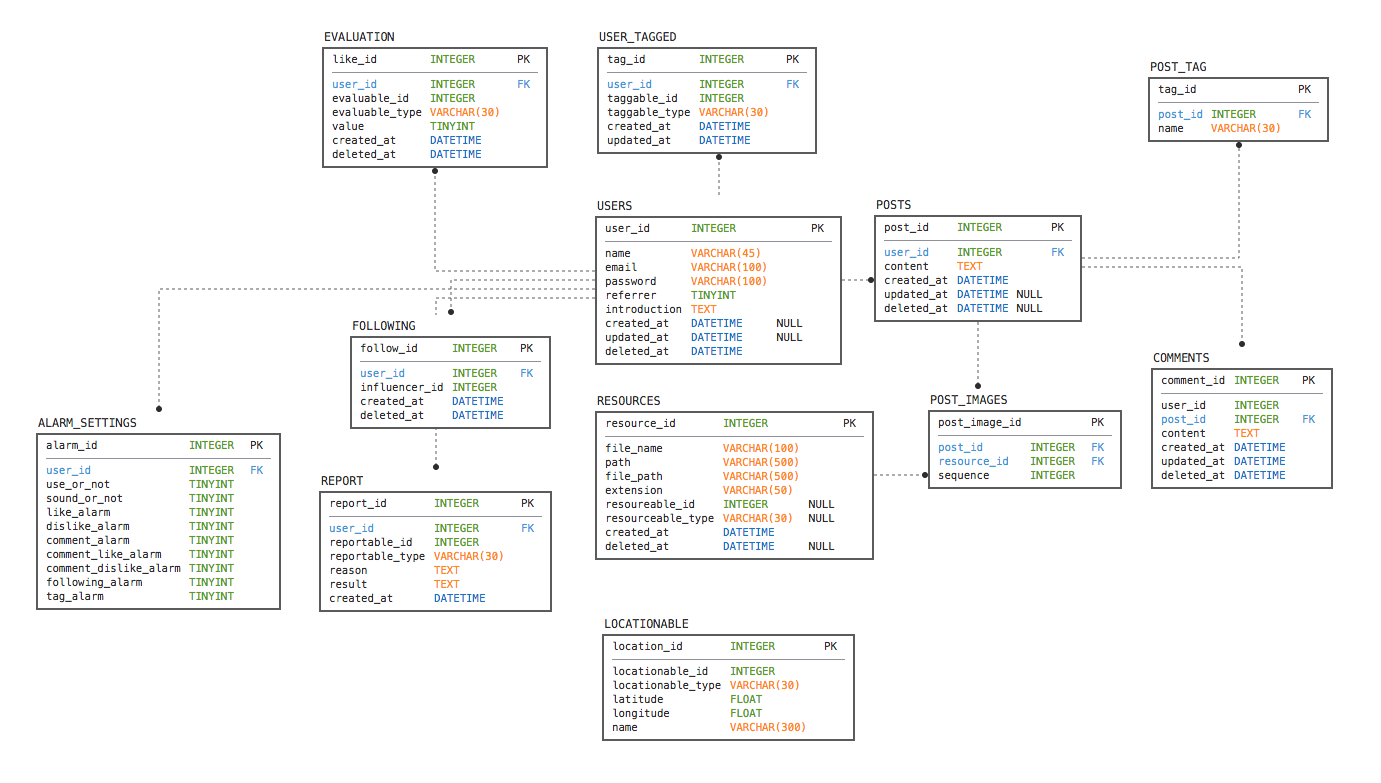 EVALUATION
like_id INTEGER PK
user_id INTEGER FK
evaluable_id INTEGER
evaluable_type VARCHAR(30)
value TINYINT
created_at DATETIME
deleted_at DATETIME
USER_TAGGED
tag_id INTEGER PK
user_id INTEGER FK
taggable_id INTEGER
taggable_type VARCHAR(30)
created_at DATETIME
updated_at DATETIME
POST_TAG
tag_id PK
post_id INTEGER FK
name VARCHAR(30)
USERS
user_id INTEGER PK
name VARCHAR(45)
email VARCHAR(100)
password VARCHAR(100)
referrer TINYINT
introduction TEXT
created_at DATETIME NULL
updated_at DATETIME NULL
deleted_at DATETIME
POSTS
post_id INTEGER PK
user_id INTEGER FK
content TEXT
created_at DATETIME
updated_at DATETIME NULL
deleted_at DATETIME NULL
FOLLOWING
follow_id INTEGER PK
user_id INTEGER FK
influencer_id INTEGER
created_at DATETIME
deleted_at DATETIME
COMMENTS
comment_id INTEGER PK
user_id INTEGER
post_id INTEGER FK
content TEXT
created_at DATETIME
updated_at DATETIME
deleted_at DATETIME
ALARM_SETTINGS
alarm_id INTEGER PK
user_id INTEGER FK
use_or_not TINYINT
sound_or_not TINYINT
like_alarm TINYINT
dislike_alarm TINYINT
comment_alarm TINYINT
comment_like_alarm TINYINT
comment_dislike_alarm TINYINT
following_alarm TINYINT
tag_alarm TINYINT
RESOURCES
resource_id INTEGER PK
file_name VARCHAR(100)
path VARCHAR(500)
file_path VARCHAR(500)
extension VARCHAR(50)
resoureable_id INTEGER NULL
resourceable_type VARCHAR(30) NULL
created_at DATETIME
deleted_at DATETIME NULL
POST_IMAGES
post_image_id PK
post_id INTEGER FK
resource_id INTEGER FK
sequence INTEGER
REPORT
report_id INTEGER PK
user_id INTEGER FK
reportable_id INTEGER
reportable_type VARCHAR(30)
reason TEXT
result TEXT
created_at DATETIME
LOCATIONABLE
location_id INTEGER PK
locationable_id INTEGER
locationable_type VARCHAR(30)
latitude FLOAT
longitude FLOAT
name VARCHAR(300)